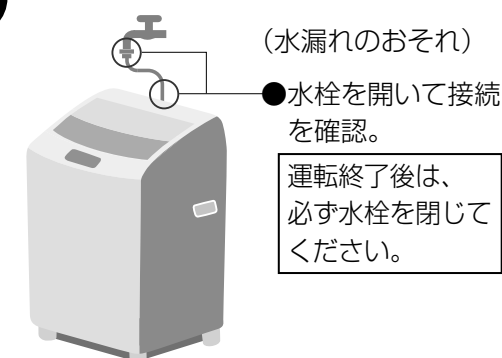 （水漏れのおそれ）
●水栓を開いて接続
を確認。
運転終了後は、
必ず水栓を閉じて
ください。